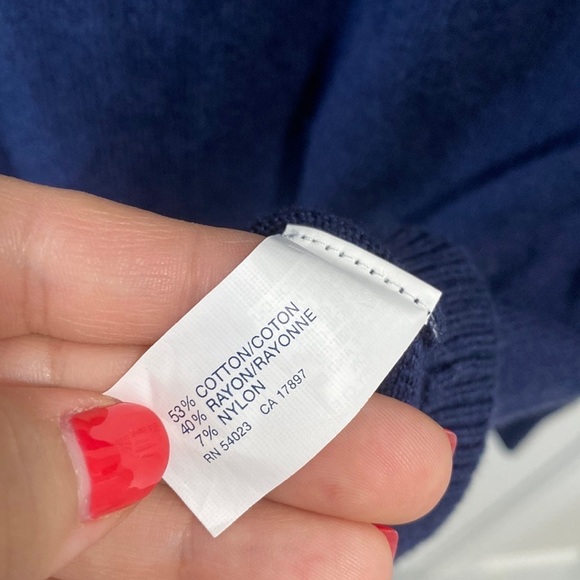 53% COTTON/COTON
40% RAYON/RAYONNE
7% NYLON
RN 54023 CA 17897